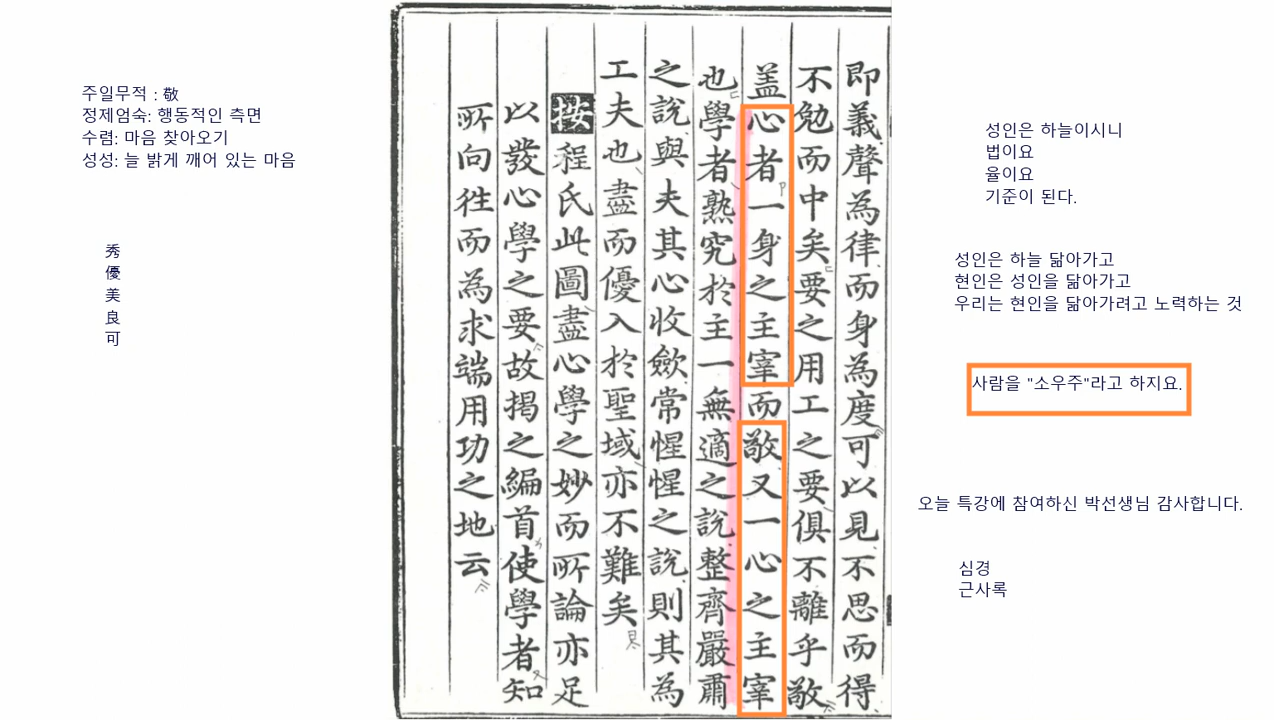 주일무적 : 敬
정제엄숙: 행동적인 측면
수렴: 마음 찾아오기
성성: 늘 밝게 깨어 있는 마음
秀
優
美
良
可
即義聲為律而身為度可以見不思而得
不勉而中矣要之用工之要俱不離乎敬
盖心者一身之主宰而敬又一心之主宰
也學者熟究於主一無適之說整齊嚴肅
之說與夫其心收斂常惺惺之說則其為
工夫也盡而優入於聖域亦不難矣
按程氏此圖盡心學之妙而所論亦足
以發心學之要故揭之編首使學者知
所向徃而為求端用功之地云
성인은 하늘이시니
법이요
율이요
기준이 된다.
성인은 하늘 닮아가고
현인은 성인을 닮아가고
우리는 현인을 닮아가려고 노력하는 것
사람을 "소우주"라고 하지요.
오늘 특강에 참여하신 박선생님 감사합니다.
심경
근사록